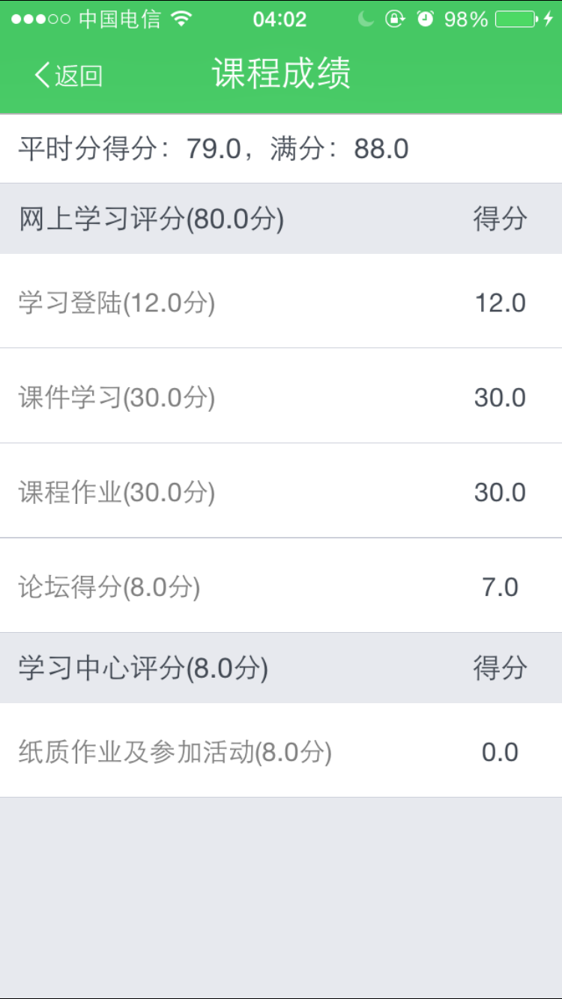 中国电信 04:02 98%
返回 课程成绩
平时分得分：79.0，满分：88.0
网上学习评分(80.0分) 得分
学习登陆(12.0分) 12.0
课件学习(30.0分) 30.0
课程作业(30.0分) 30.0
论坛得分(8.0分) 7.0
学习中心评分(8.0分) 得分
纸质作业及参加活动(8.0分) 0.0